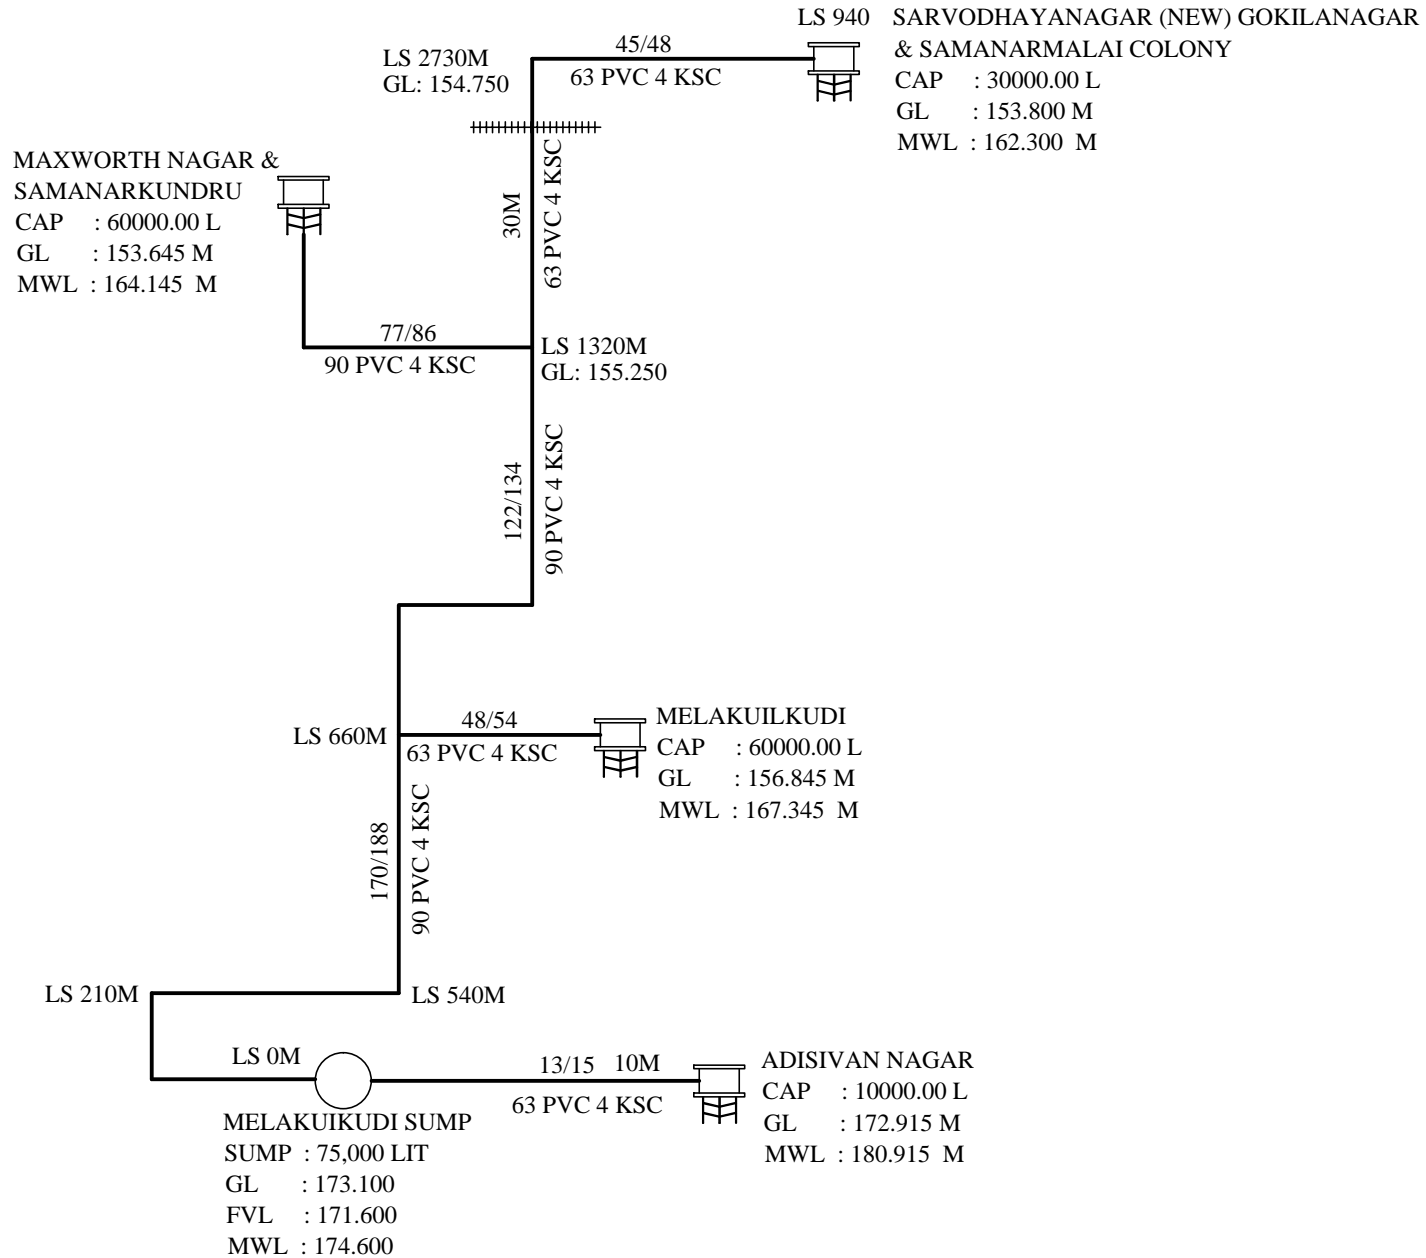 LS 940 SARVODHAYANAGAR (NEW) GOKILANAGAR
& SAMANARMALAI COLONY
CAP : 30000.00 L
GL : 153.800 M
MWL : 162.300 M
45/48
63 PVC 4 KSC
LS 2730M
GL: 154.750
MAXWORTH NAGAR &
SAMANARKUNDRU
CAP : 60000.00 L
GL : 153.645 M
MWL : 164.145 M
30M
63 PVC 4 KSC
77/86
90 PVC 4 KSC
LS 1320M
GL: 155.250
122/134
90 PVC 4 KSC
LS 660M
48/54
63 PVC 4 KSC
MELAKUILKUDI
CAP : 60000.00 L
GL : 156.845 M
MWL : 167.345 M
170/188
90 PVC 4 KSC
LS 210M
LS 540M
LS 0M
13/15 10M
63 PVC 4 KSC
ADISIVAN NAGAR
CAP : 10000.00 L
GL : 172.915 M
MWL : 180.915 M
MELAKUIKUDI SUMP
SUMP : 75,000 LIT
GL : 173.100
FVL : 171.600
MWL : 174.600